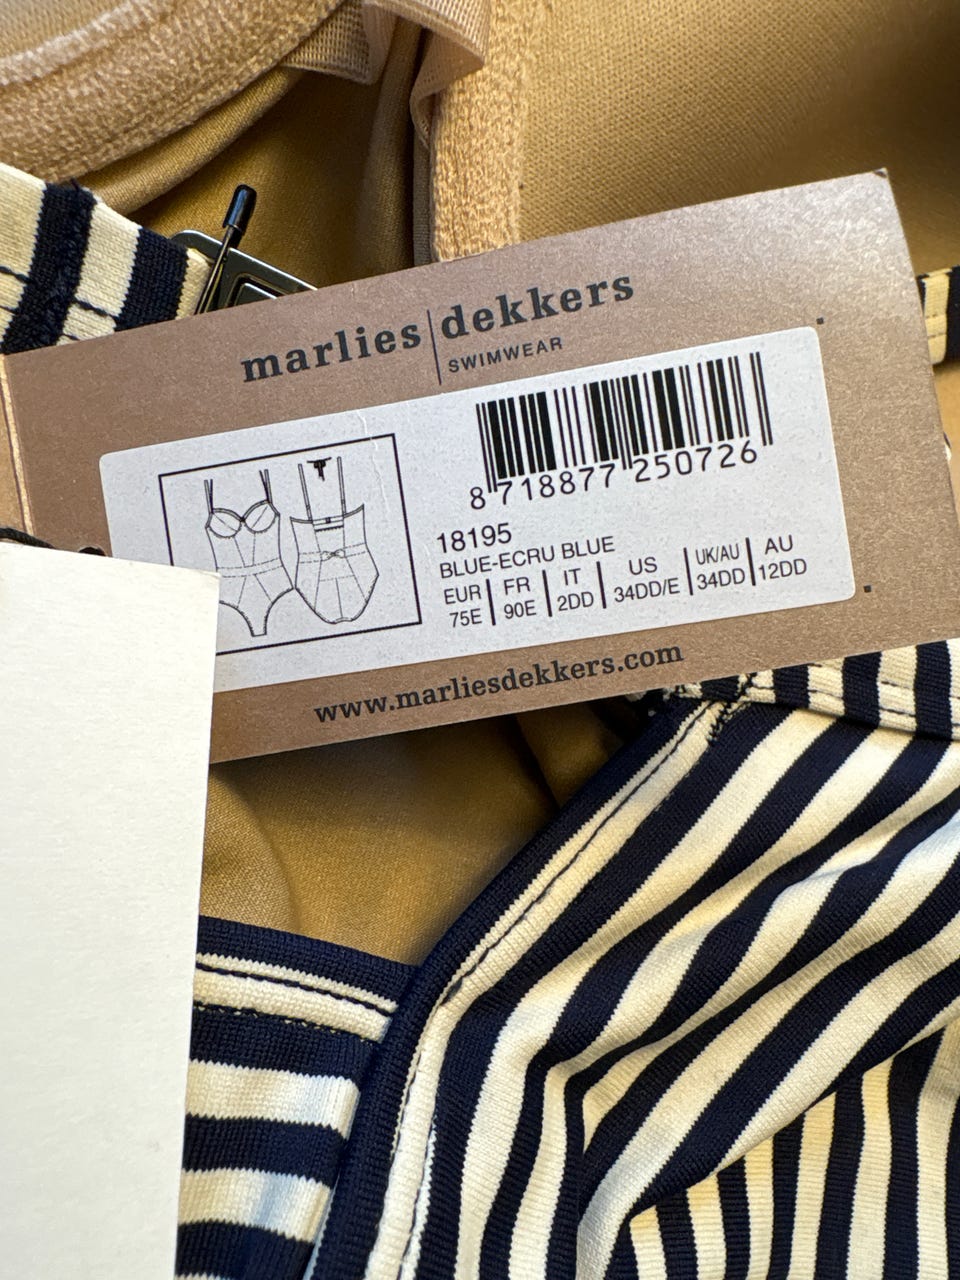 marlies|dekkers
SWIMWEAR
8 718877 250726
18195
BLUE-ECRU BLUE
EUR | FR | IT | US | UK/AU | AU
75E | 90E | 2DD | 34DD/E | 34DD | 12DD
www.marliesdekkers.com